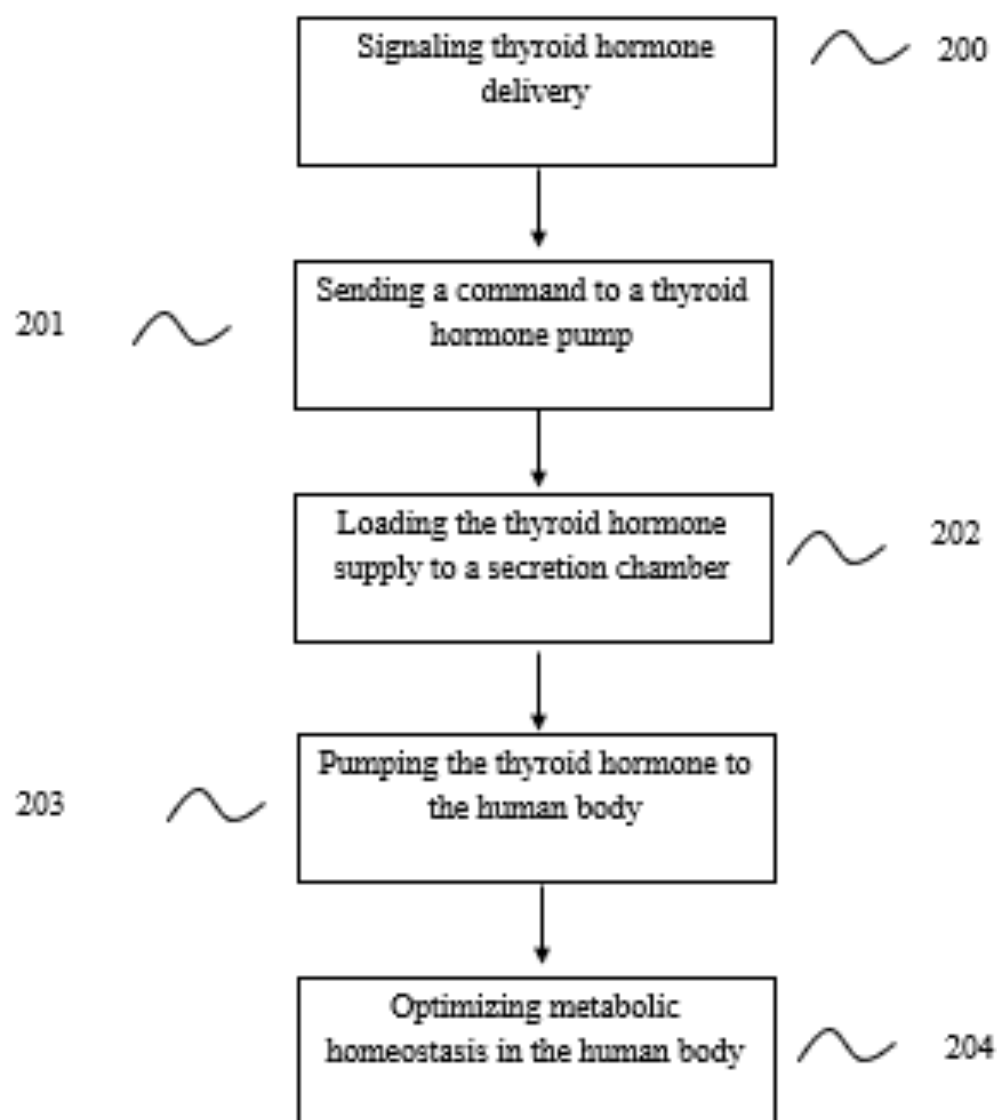 Signaling thyroid hormone
delivery
200
Sending a command to a thyroid
hormone pump
201
Loading the thyroid hormone
supply to a secretion chamber
202
Pumping the thyroid hormone to
the human body
203
Optimizing metabolic
homeostasis in the human body
204